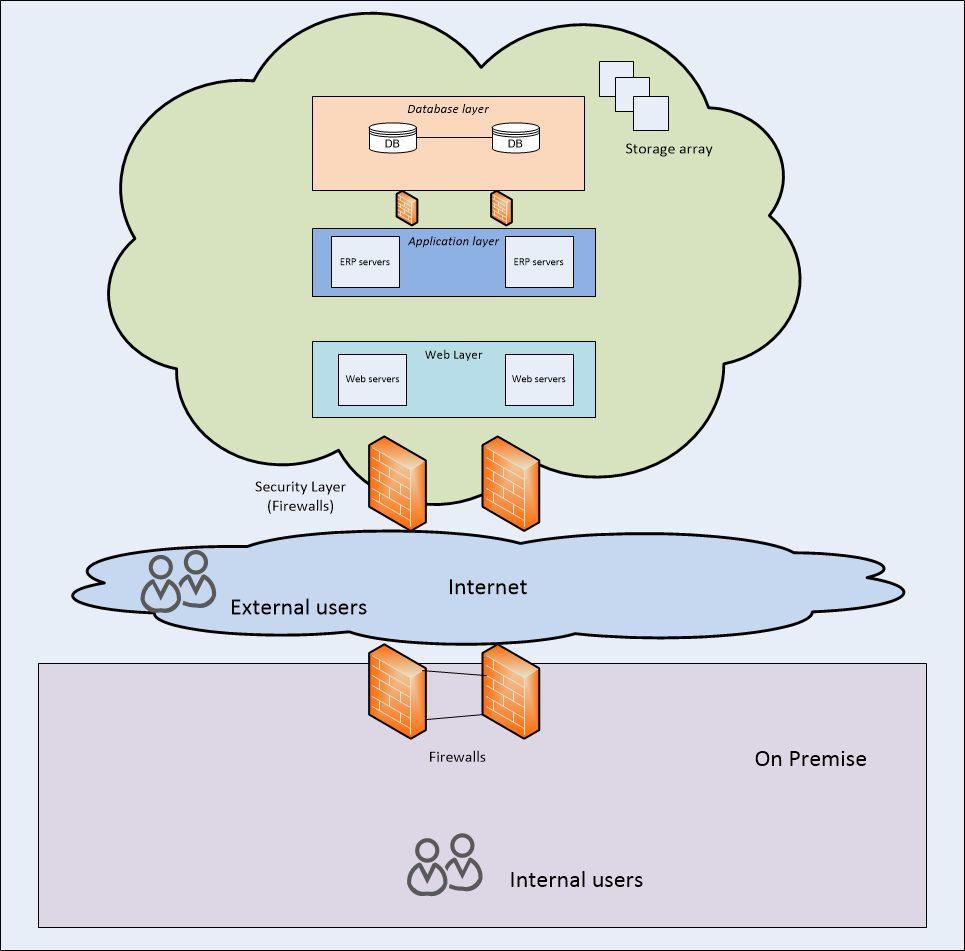 Database layer
DB
DB
Storage array
Application layer
ERP servers
ERP servers
Web Layer
Web servers
Web servers
Security Layer
(Firewalls)
Internet
External users
Firewalls
On Premise
Internal users